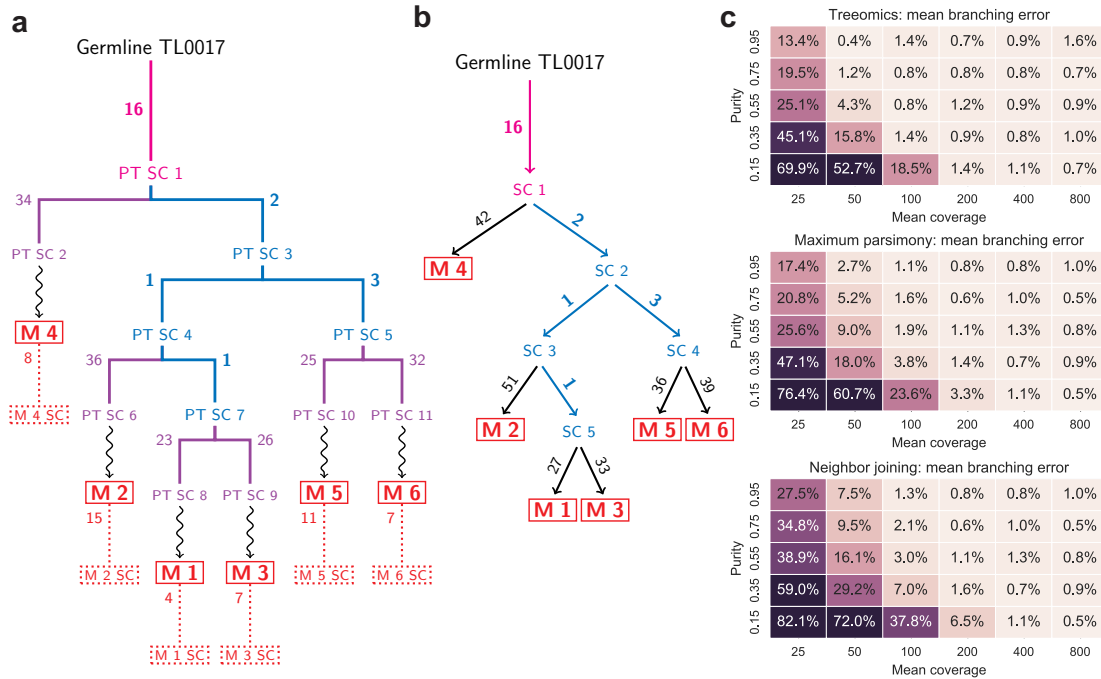 a
Germline TL0017
16
PT SC 1
34
2
PT SC 2
PT SC 3
1
3
M 4
8
M 4 SC
PT SC 4
PT SC 5
36
1
25
32
PT SC 6
PT SC 7
PT SC 10
PT SC 11
23
26
M 2
15
M 2 SC
PT SC 8
PT SC 9
M 5
11
M 5 SC
M 6
7
M 6 SC
M 1
4
M 1 SC
M 3
7
M 3 SC
b
Germline TL0017
16
SC 1
42
2
M 4
SC 2
1
3
SC 3
SC 4
51
1
36
39
M 2
SC 5
M 5
M 6
27
33
M 1
M 3
c
Treeomics: mean branching error
Purity
0.95 13.4% 0.4% 1.4% 0.7% 0.9% 1.6%
0.75 19.5% 1.2% 0.8% 0.8% 0.8% 0.7%
0.55 25.1% 4.3% 0.8% 1.2% 0.9% 0.9%
0.35 45.1% 15.8% 1.4% 0.9% 0.8% 1.0%
0.15 69.9% 52.7% 18.5% 1.4% 1.1% 0.7%
25 50 100 200 400 800
Mean coverage
Maximum parsimony: mean branching error
Purity
0.95 17.4% 2.7% 1.1% 0.8% 0.8% 1.0%
0.75 20.8% 5.2% 1.6% 0.6% 1.0% 0.5%
0.55 25.6% 9.0% 1.9% 1.1% 1.3% 0.8%
0.35 47.1% 18.0% 3.8% 1.4% 0.7% 0.9%
0.15 76.4% 60.7% 23.6% 3.3% 1.1% 0.5%
25 50 100 200 400 800
Mean coverage
Neighbor joining: mean branching error
Purity
0.95 27.5% 7.5% 1.3% 0.8% 0.8% 1.0%
0.75 34.8% 9.5% 2.1% 0.6% 1.0% 0.5%
0.55 38.9% 16.1% 3.0% 1.1% 1.3% 0.8%
0.35 59.0% 29.2% 7.0% 1.6% 0.7% 0.9%
0.15 82.1% 72.0% 37.8% 6.5% 1.1% 0.5%
25 50 100 200 400 800
Mean coverage